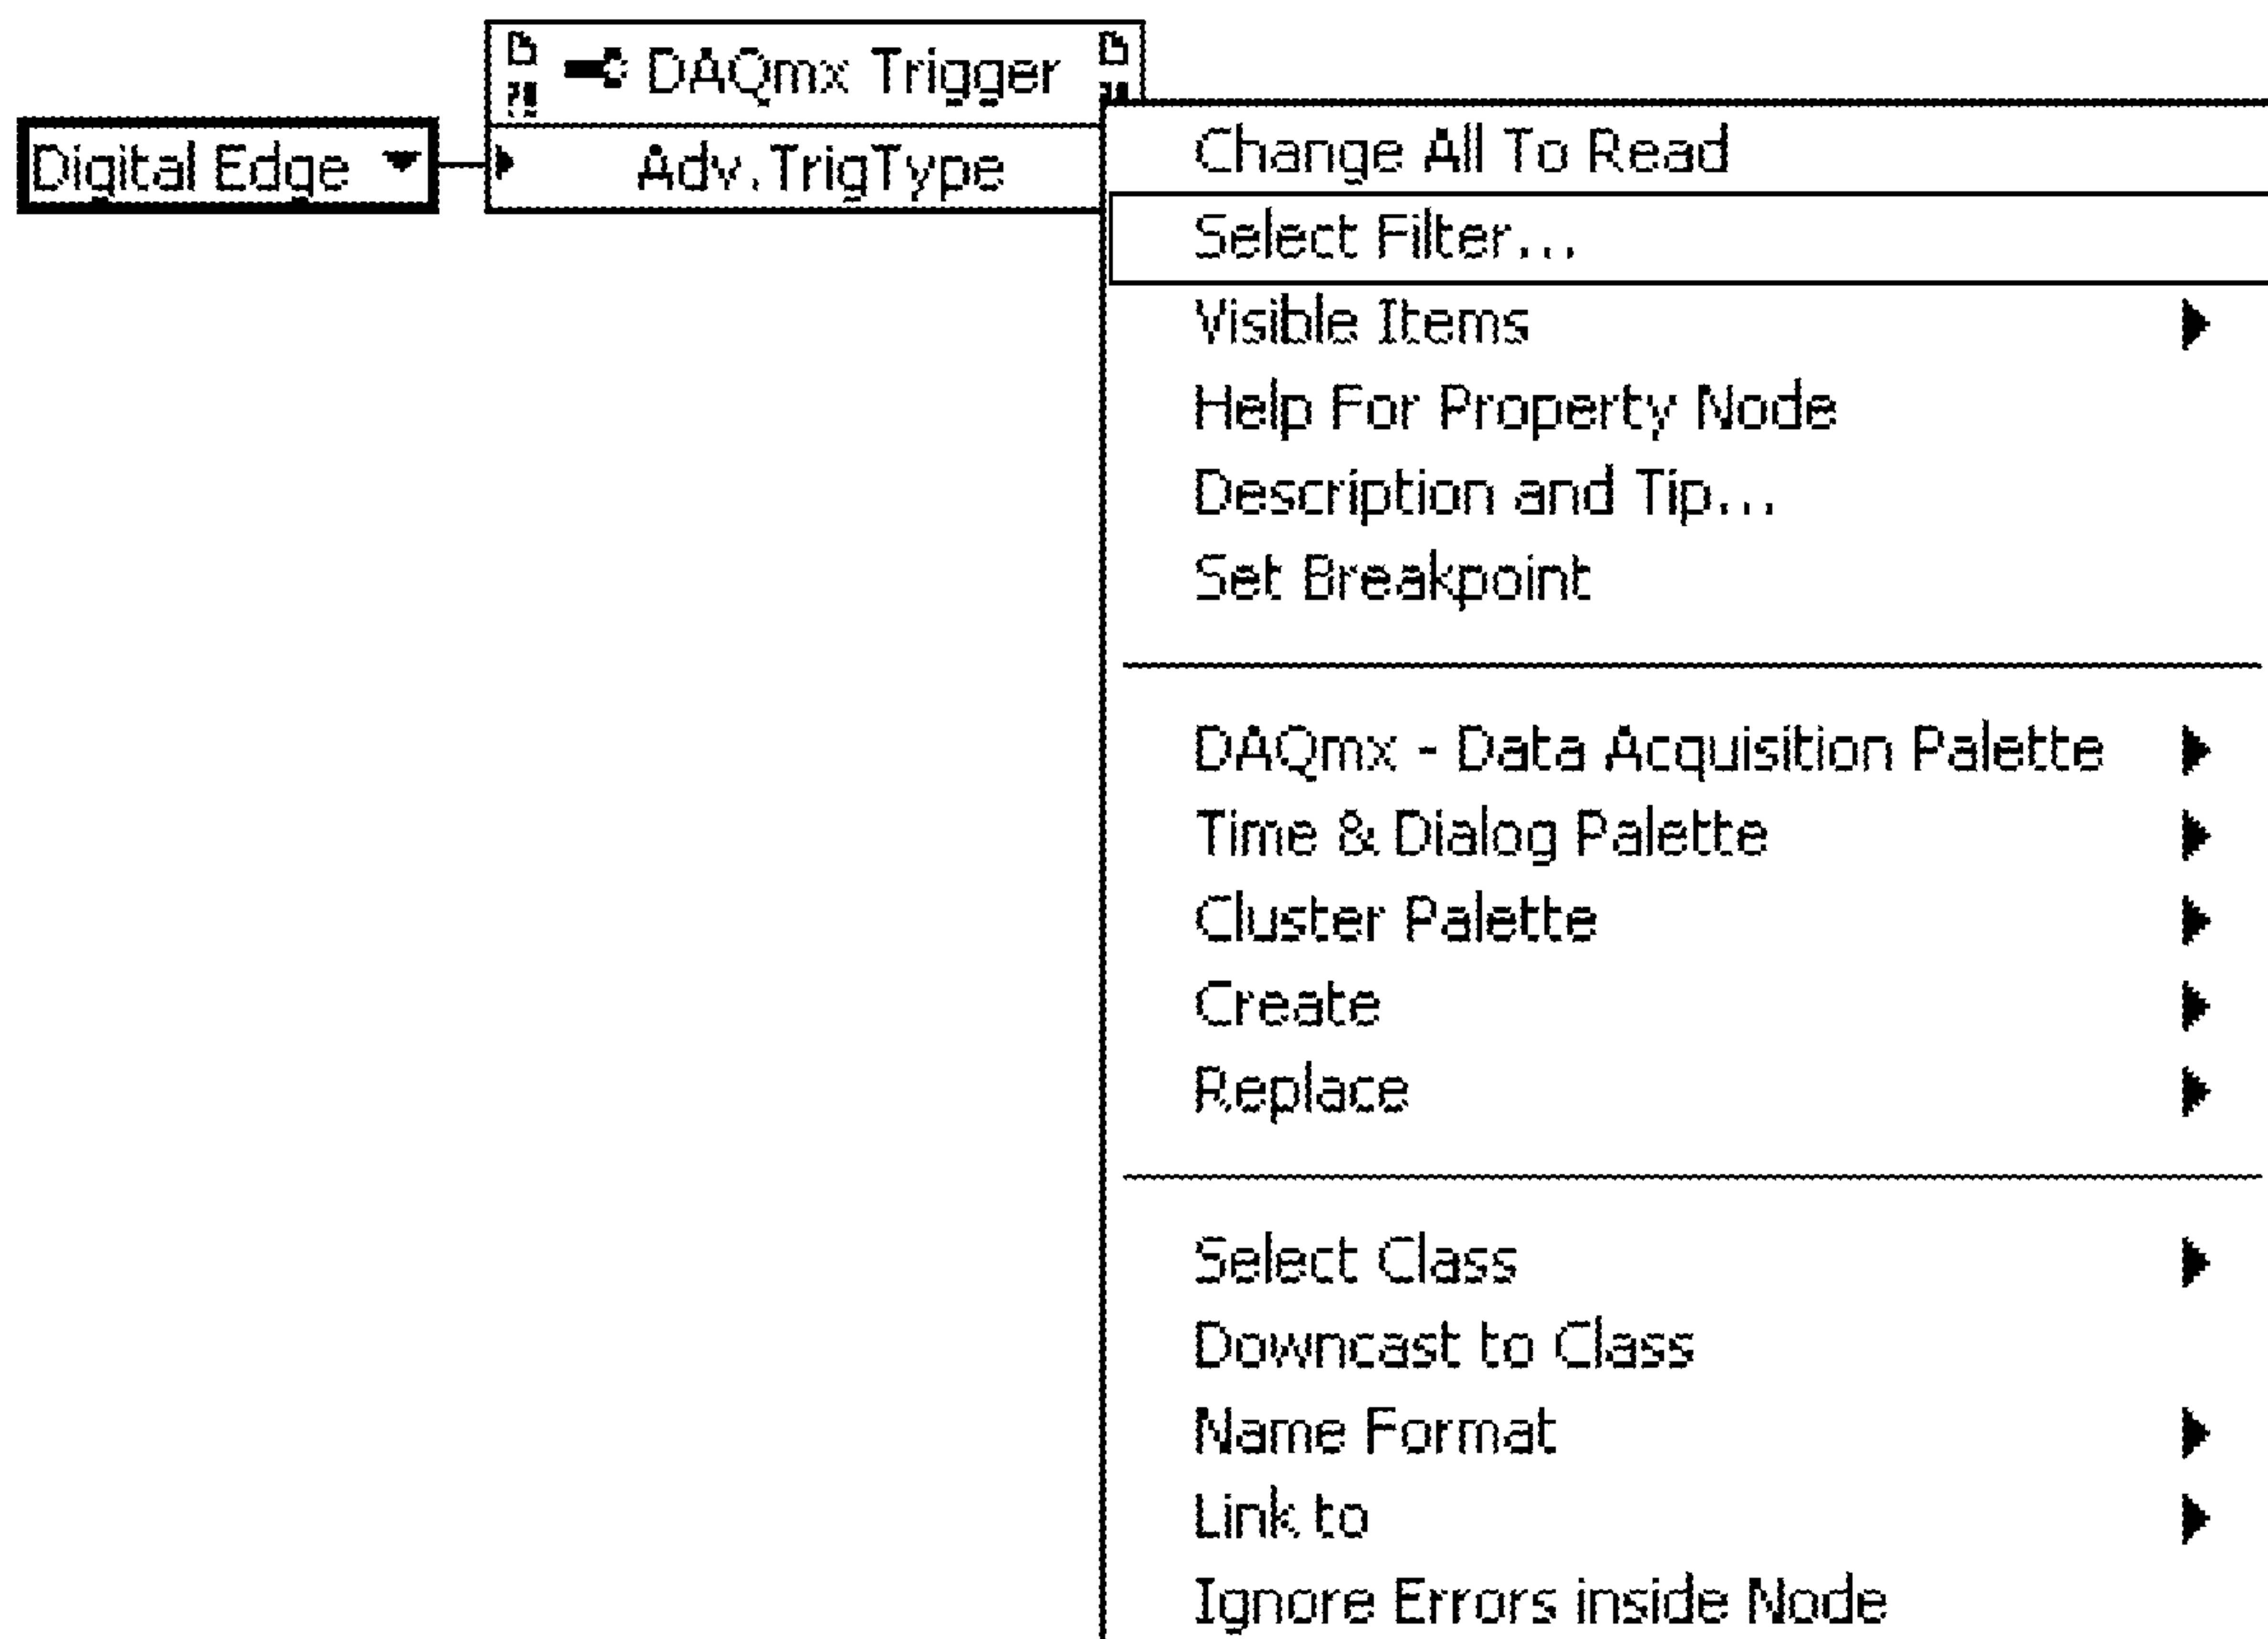 DAQmx Trigger
Digital Edge
Adv.TrigType
Change All To Read
Select Filter...
Visible Items
Help For Property Node
Description and Tip...
Set Breakpoint
DAQmx - Data Acquisition Palette
Time & Dialog Palette
Cluster Palette
Create
Replace
Select Class
Downcast to Class
Name Format
Link to
Ignore Errors inside Node